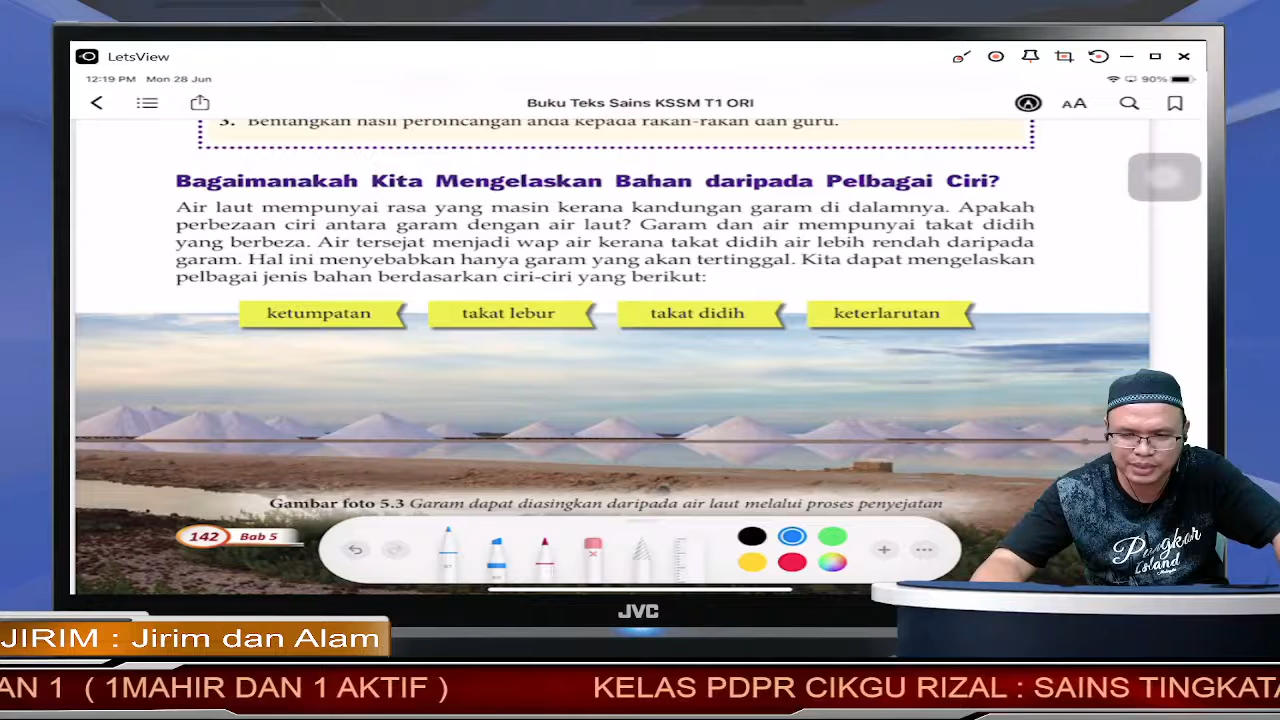 LetsView
12:19 PM Mon 28 Jun
90%
Buku Teks Sains KSSM T1 ORI
AA
3. Bentangkan hasil perbincangan anda kepada rakan-rakan dan guru.
Bagaimanakah Kita Mengelaskan Bahan daripada Pelbagai Ciri?
Air laut mempunyai rasa yang masin kerana kandungan garam di dalamnya. Apakah
perbezaan ciri antara garam dengan air laut? Garam dan air mempunyai takat didih
yang berbeza. Air tersejat menjadi wap air kerana takat didih air lebih rendah daripada
garam. Hal ini menyebabkan hanya garam yang akan tertinggal. Kita dapat mengelaskan
pelbagai jenis bahan berdasarkan ciri-ciri yang berikut:
ketumpatan takat lebur takat didih keterlarutan
Gambar foto 5.3 Garam dapat diasingkan daripada air laut melalui proses penyejatan
142 Bab 5
Pangkor
Island
JVC
JIRIM : Jirim dan Alam
AN 1 ( 1MAHIR DAN 1 AKTIF ) KELAS PDPR CIKGU RIZAL : SAINS TINGKATA